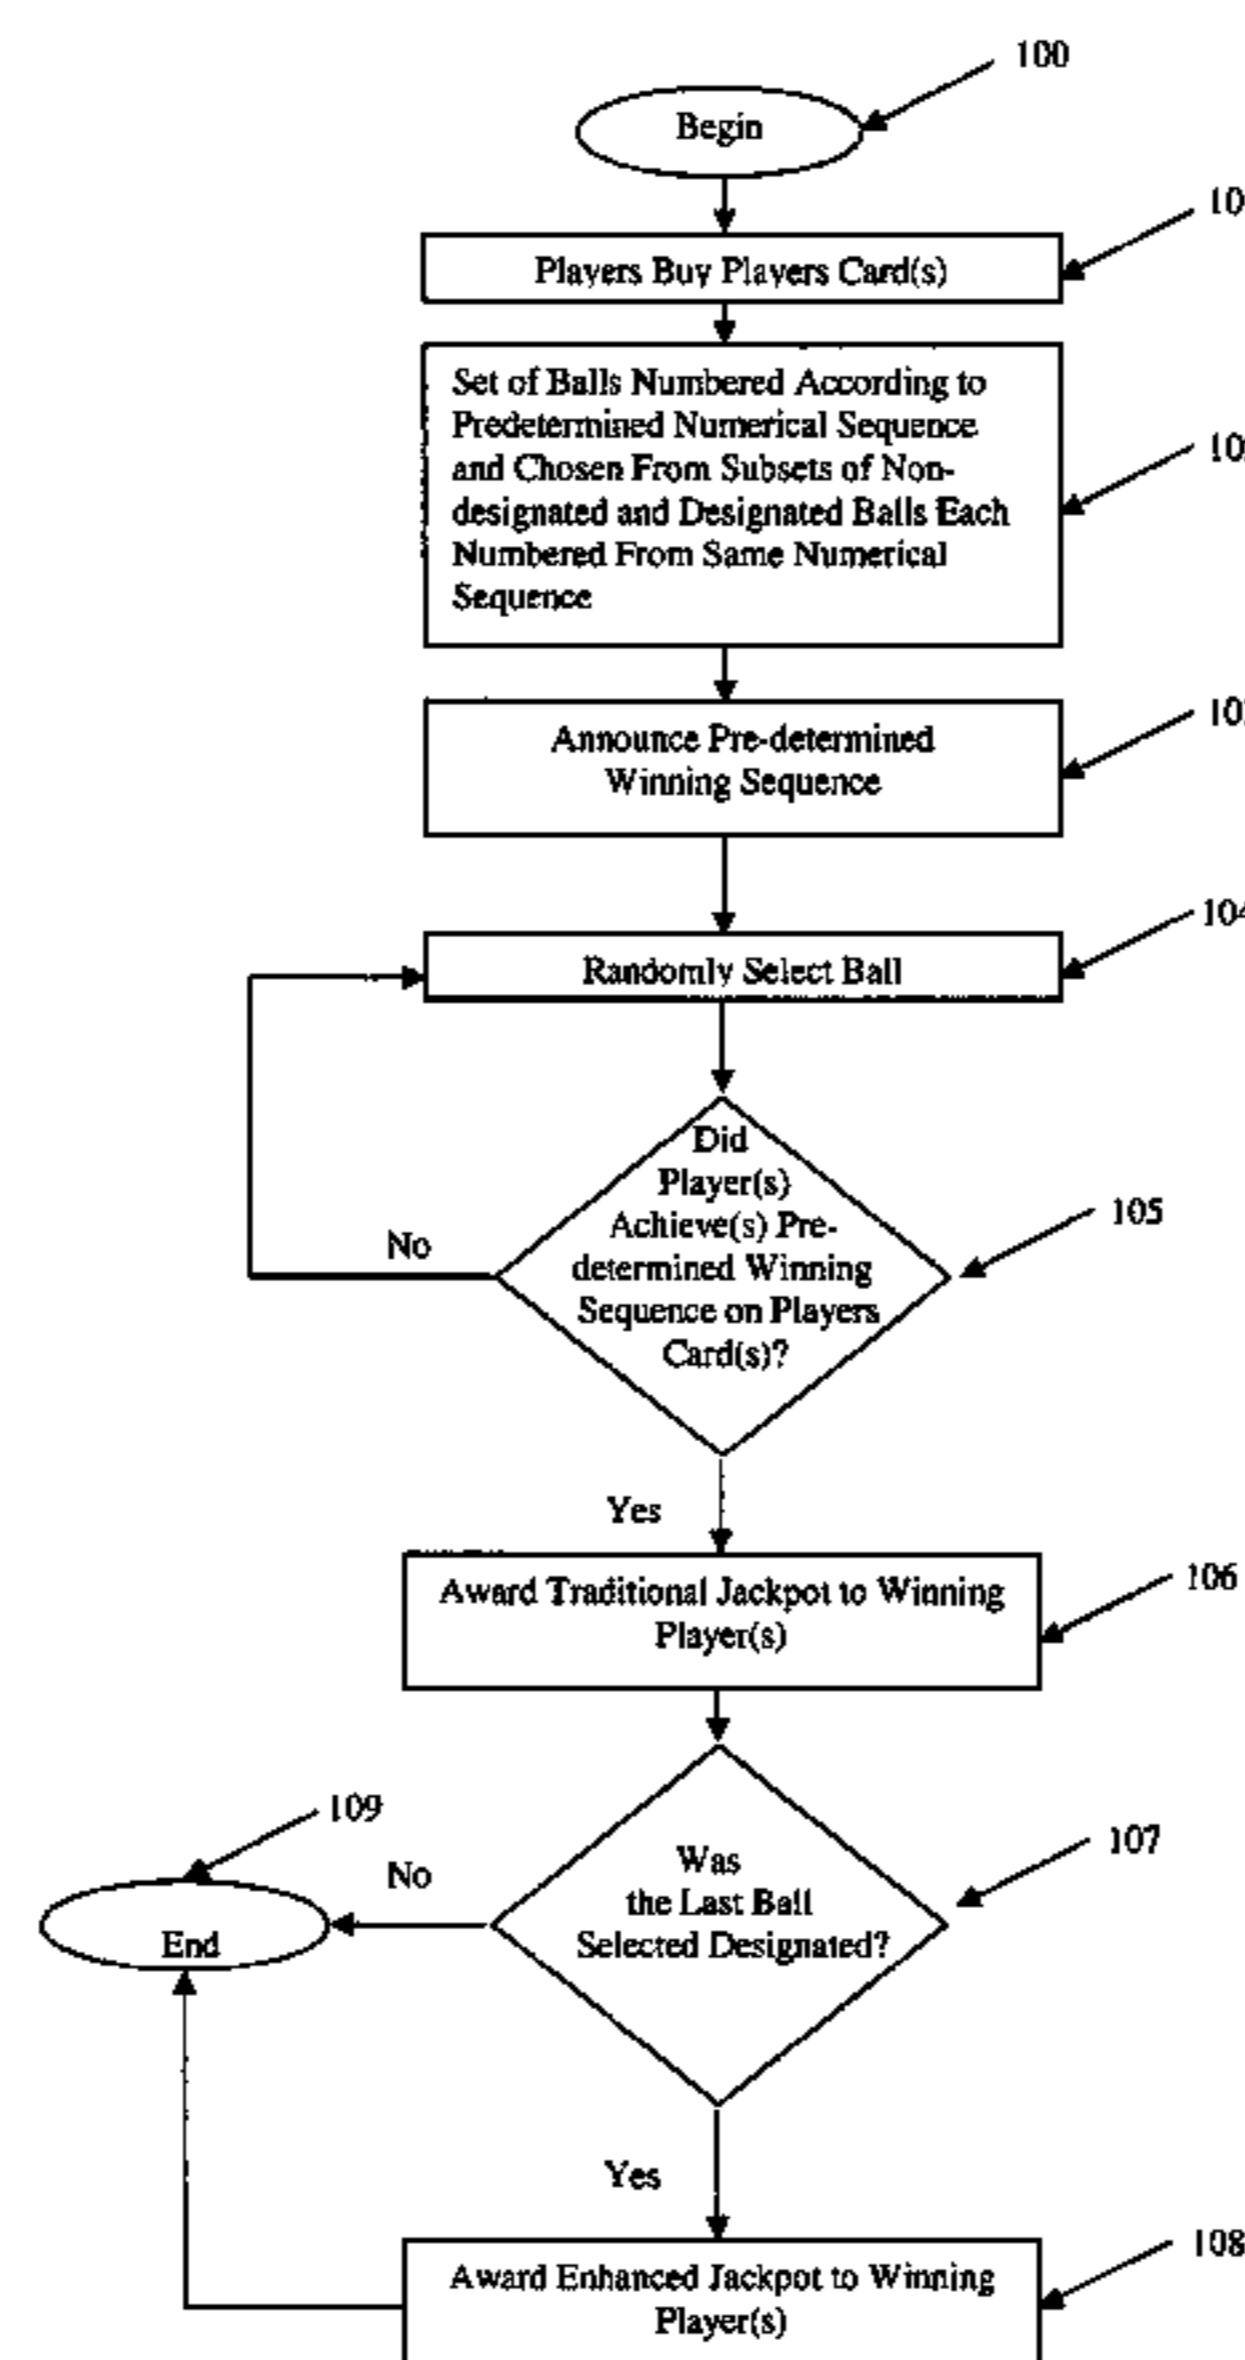 100
Begin
Players Buy Players Card(s)
Set of Balls Numbered According to
Predetermined Numerical Sequence
and Chosen From Subsets of Non-
designated and Designated Balls Each
Numbered From Same Numerical
Sequence
Announce Pre-determined
Winning Sequence
104
Randomly Select Ball
Did
Player(s)
Achieve(s) Pre-
determined Winning
Sequence on Players
Card(s)?
105
No
Yes
106
Award Traditional Jackpot to Winning
Player(s)
109
No
107
Was
the Last Ball
Selected Designated?
End
Yes
108
Award Enhanced Jackpot to Winning
Player(s)